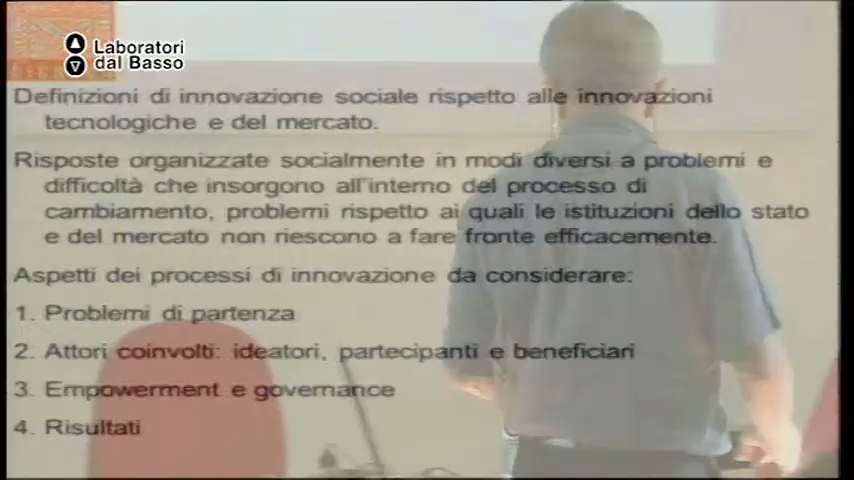 Laboratori
dal Basso
Definizioni di innovazione sociale rispetto alle innovazioni
tecnologiche e del mercato.
Risposte organizzate socialmente in modi diversi a problemi e
difficoltà che insorgono all'interno del processo di
cambiamento, problemi rispetto ai quali le istituzioni dello stato
e del mercato non riescono a fare fronte efficacemente.
Aspetti dei processi di innovazione da considerare:
1. Problemi di partenza
2. Attori coinvolti: ideatori, partecipanti e beneficiari
3. Empowerment e governance
4. Risultati